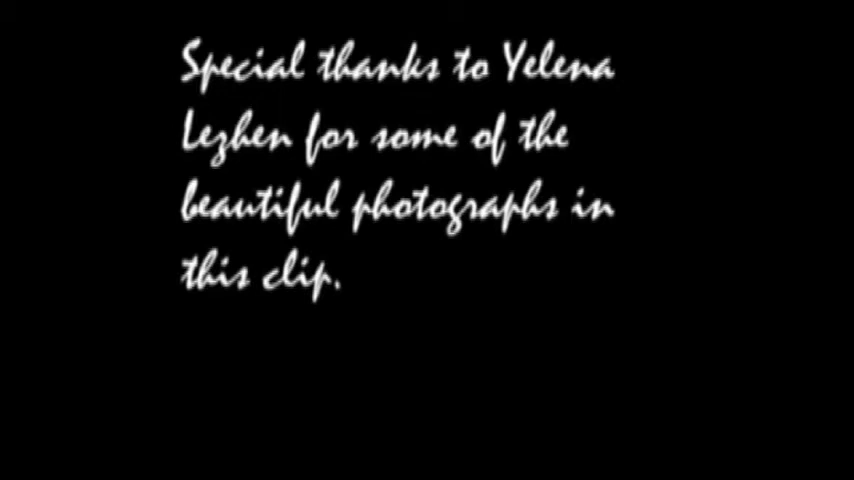 Special thanks to Yelena
Lezhen for some of the
beautiful photographs in
this clip.